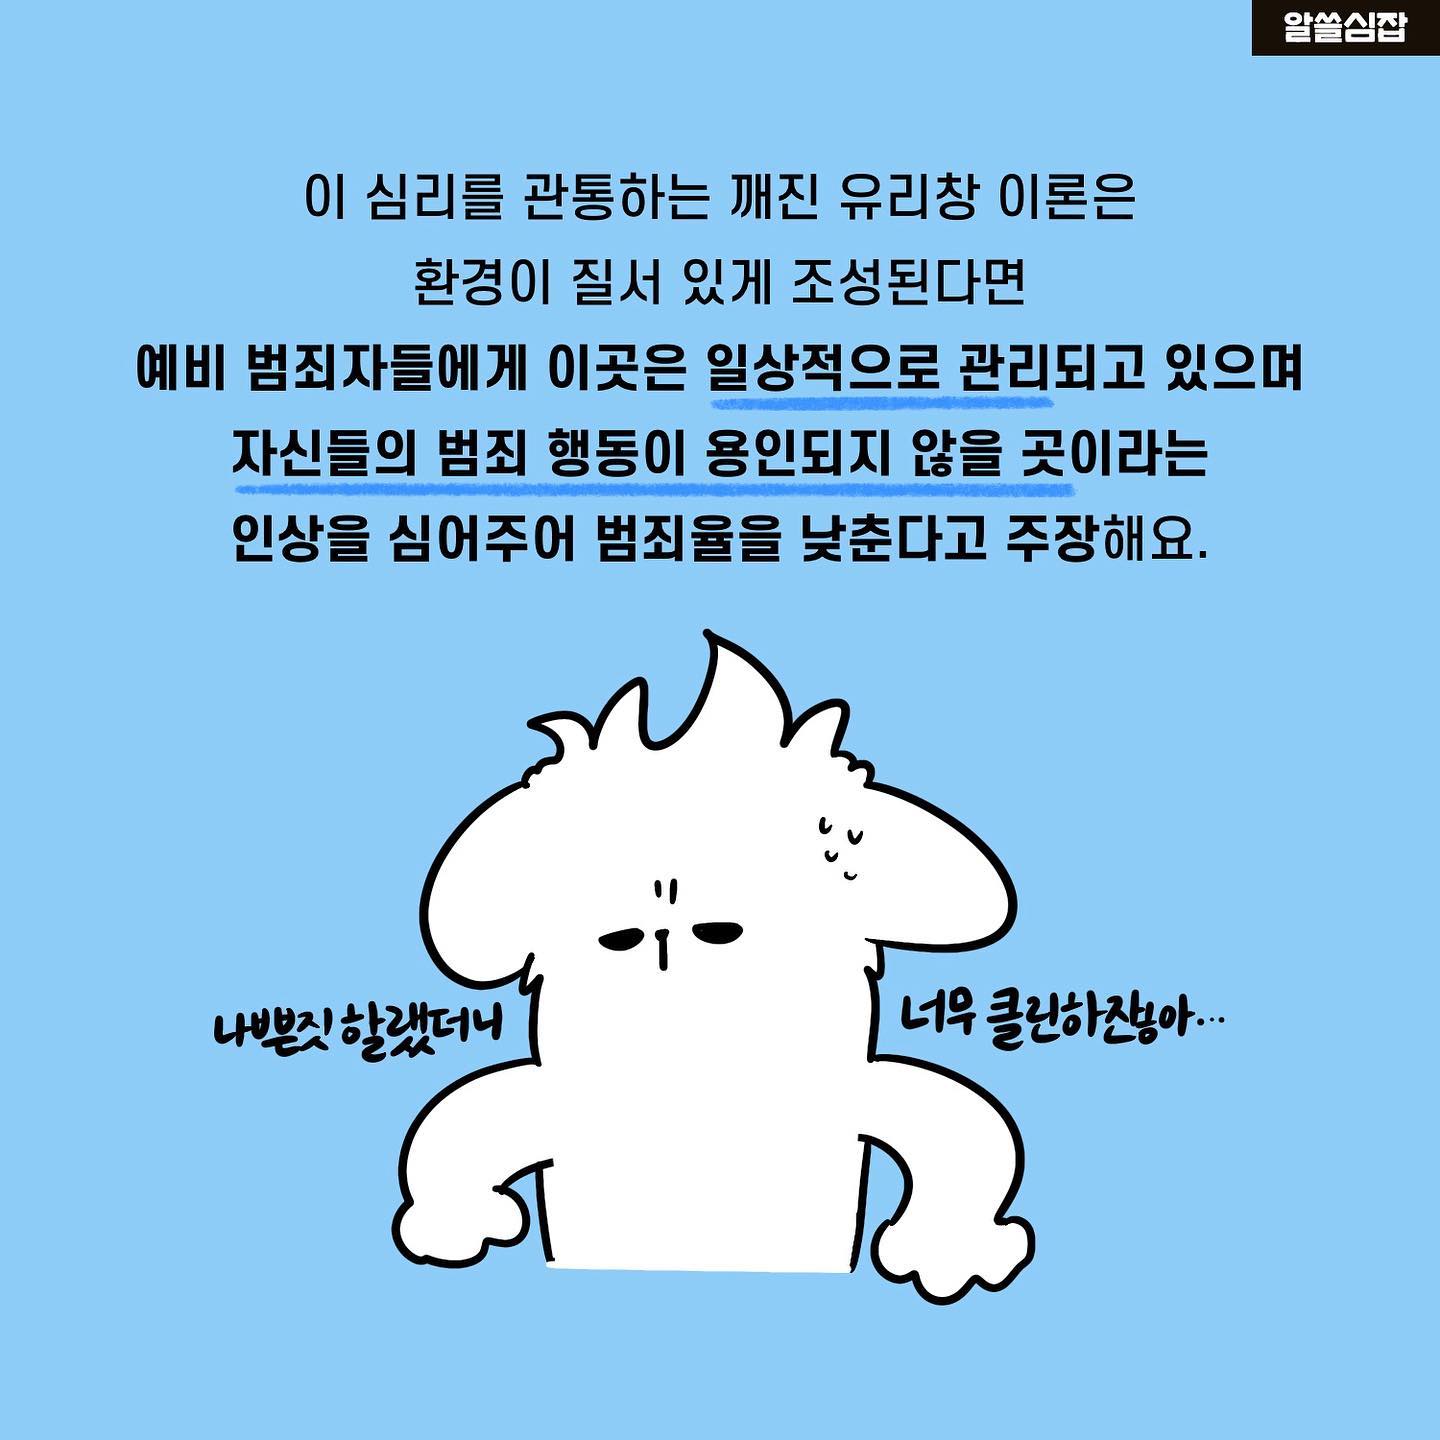 알쓸심잡
이 심리를 관통하는 깨진 유리창 이론은
환경이 질서 있게 조성된다면
예비 범죄자들에게 이곳은 일상적으로 관리되고 있으며
자신들의 범죄 행동이 용인되지 않을 곳이라는
인상을 심어주어 범죄율을 낮춘다고 주장해요.
나쁜짓 할랬더니
너무 클린하잖아...